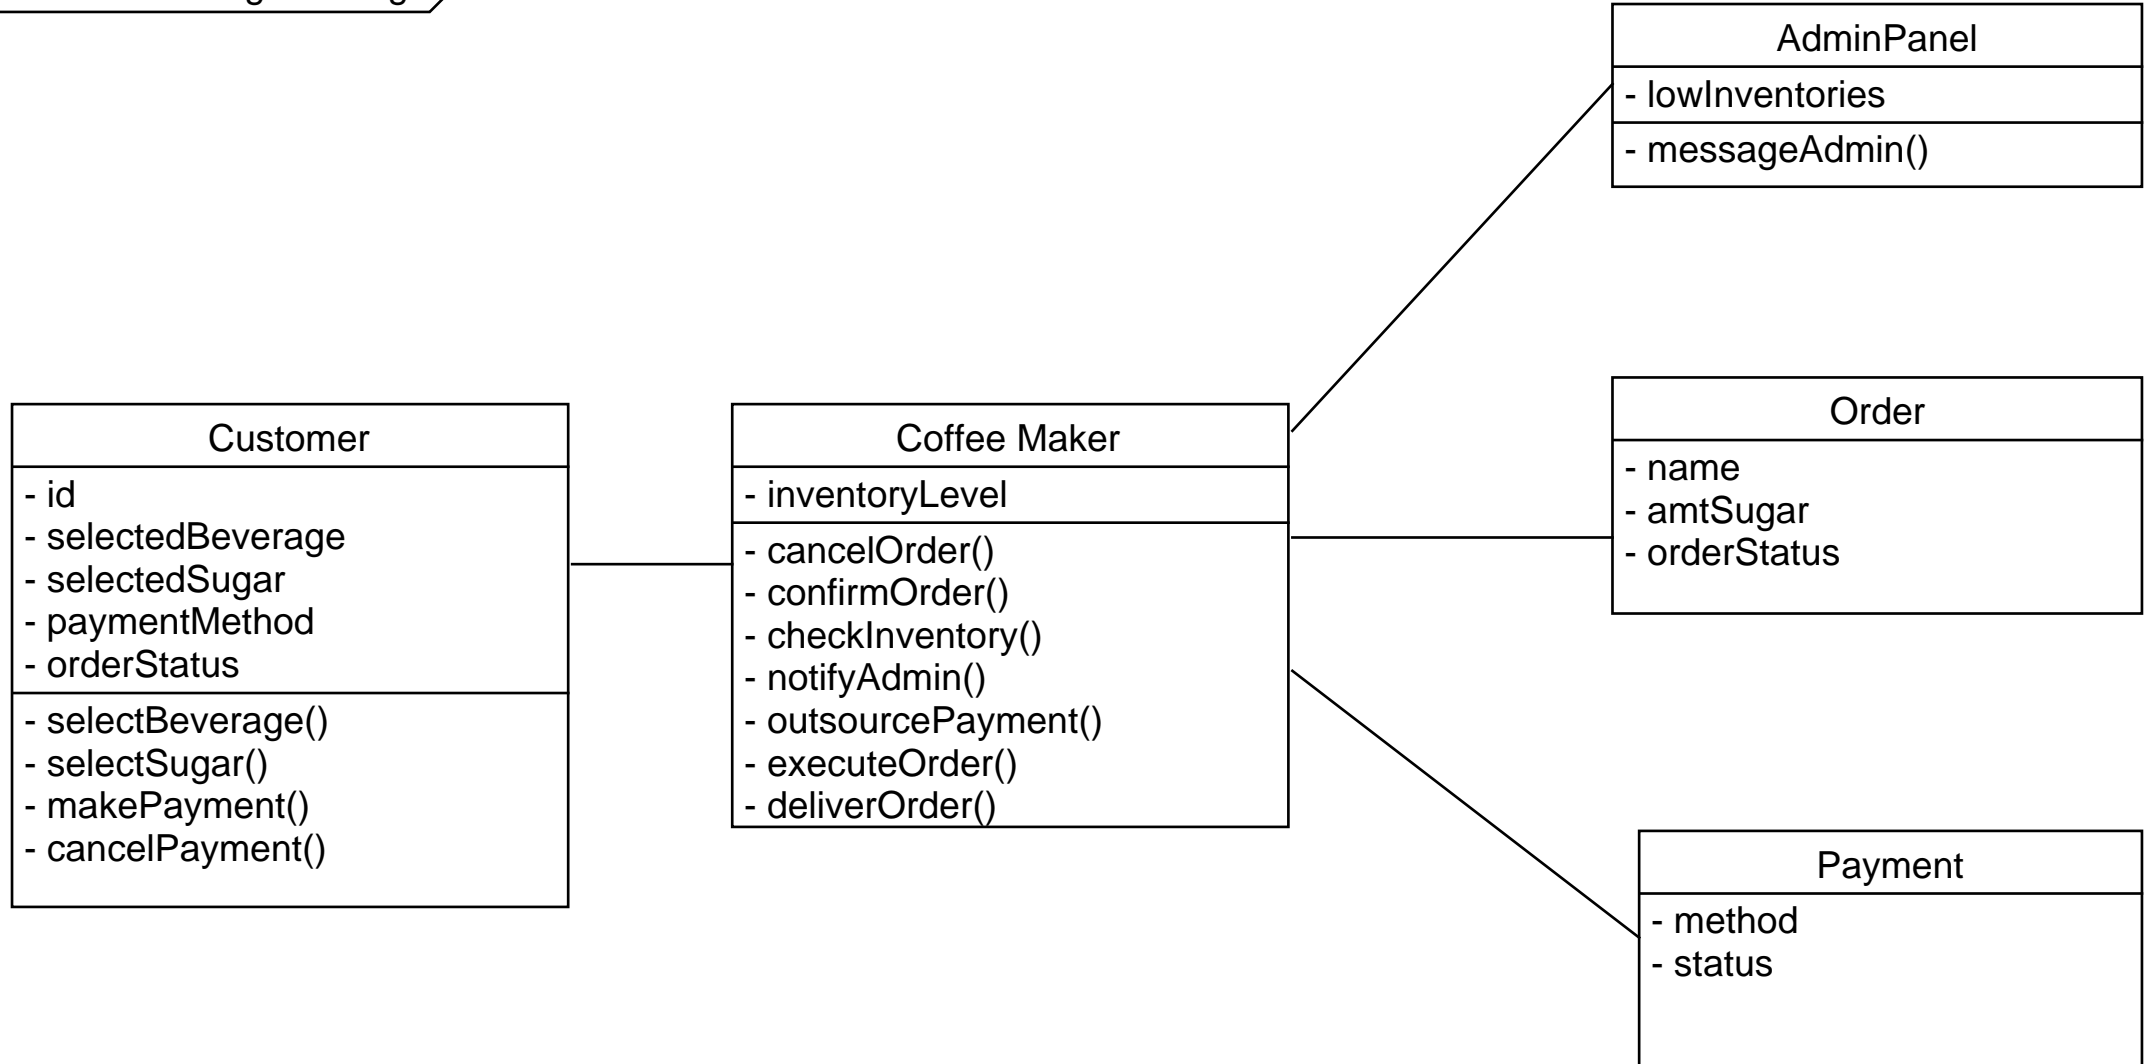 AdminPanel
- lowInventories
- messageAdmin()
Customer
- id
- selectedBeverage
- selectedSugar
- paymentMethod
- orderStatus
- selectBeverage()
- selectSugar()
- makePayment()
- cancelPayment()
Coffee Maker
- inventoryLevel
- cancelOrder()
- confirmOrder()
- checkInventory()
- notifyAdmin()
- outsourcePayment()
- executeOrder()
- deliverOrder()
Order
- name
- amtSugar
- orderStatus
Payment
- method
- status